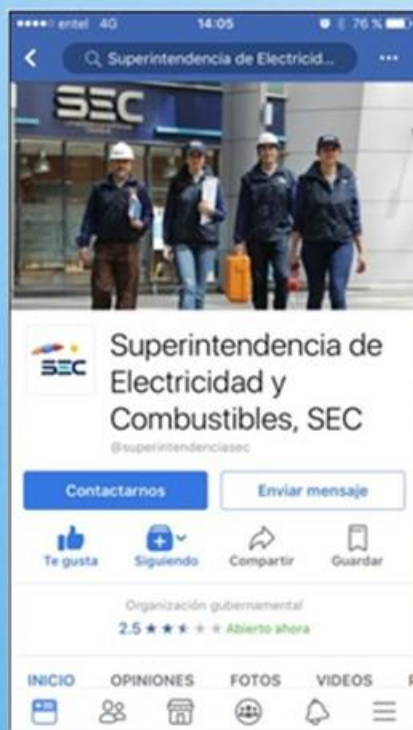 entel 4G 14:05 76 %
Superintendencia de Electricid...
SEC
SEC
Superintendencia de
Electricidad y
Combustibles, SEC
@superintendenciasec
Contactarnos Enviar mensaje
Te gusta Siguiendo Compartir Guardar
Organización gubernamental
2.5 Abierto ahora
INICIO OPINIONES FOTOS VIDEOS